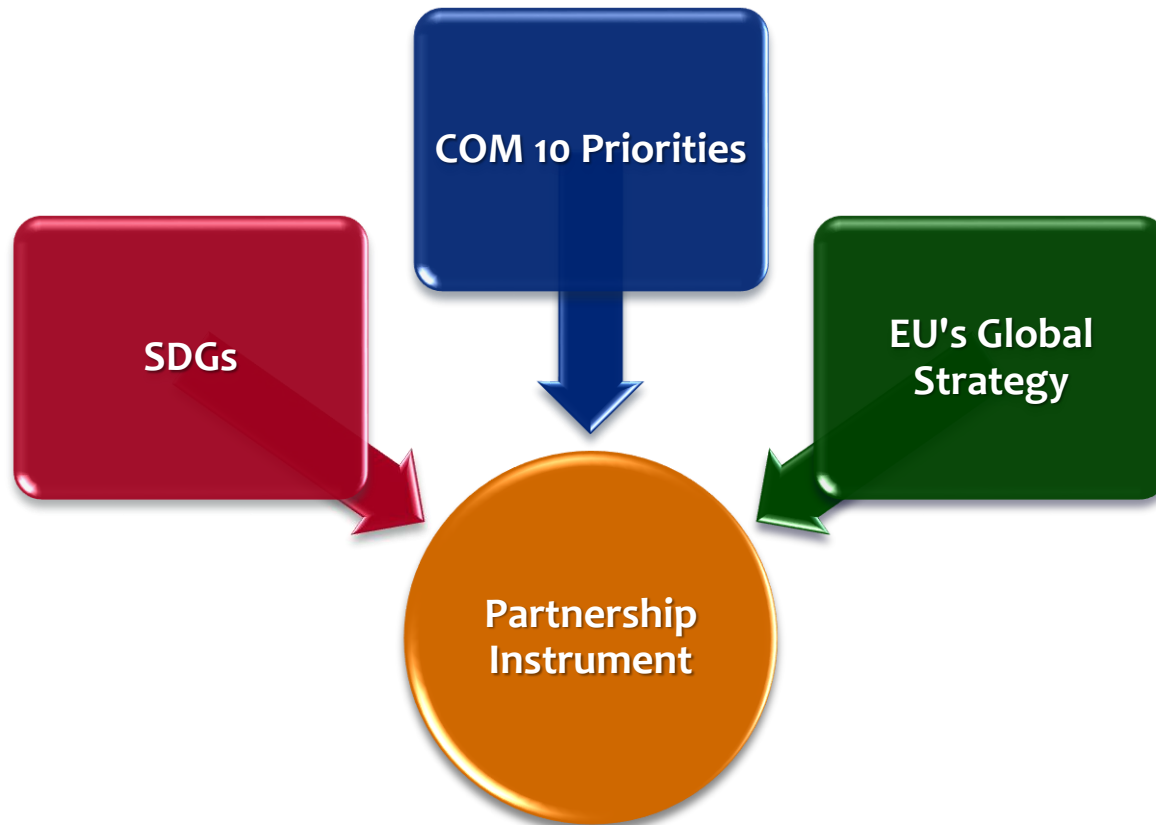 COM 10 Priorities
SDGs
EU's Global
Strategy
Partnership
Instrument